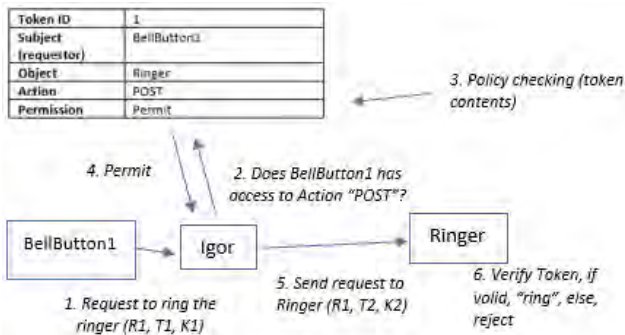 Token ID 1
Subject (requestor) BellButton1
Object Ringer
Action POST
Permission Permit
3. Policy checking (token
contents)
4. Permit
2. Does BellButton1 has
access to Action "POST"?
BellButton1
Igor
Ringer
1. Request to ring the
ringer (R1, T1, K1)
5. Send request to
Ringer (R1, T2, K2)
6. Verify Token, if
valid, "ring", else,
reject